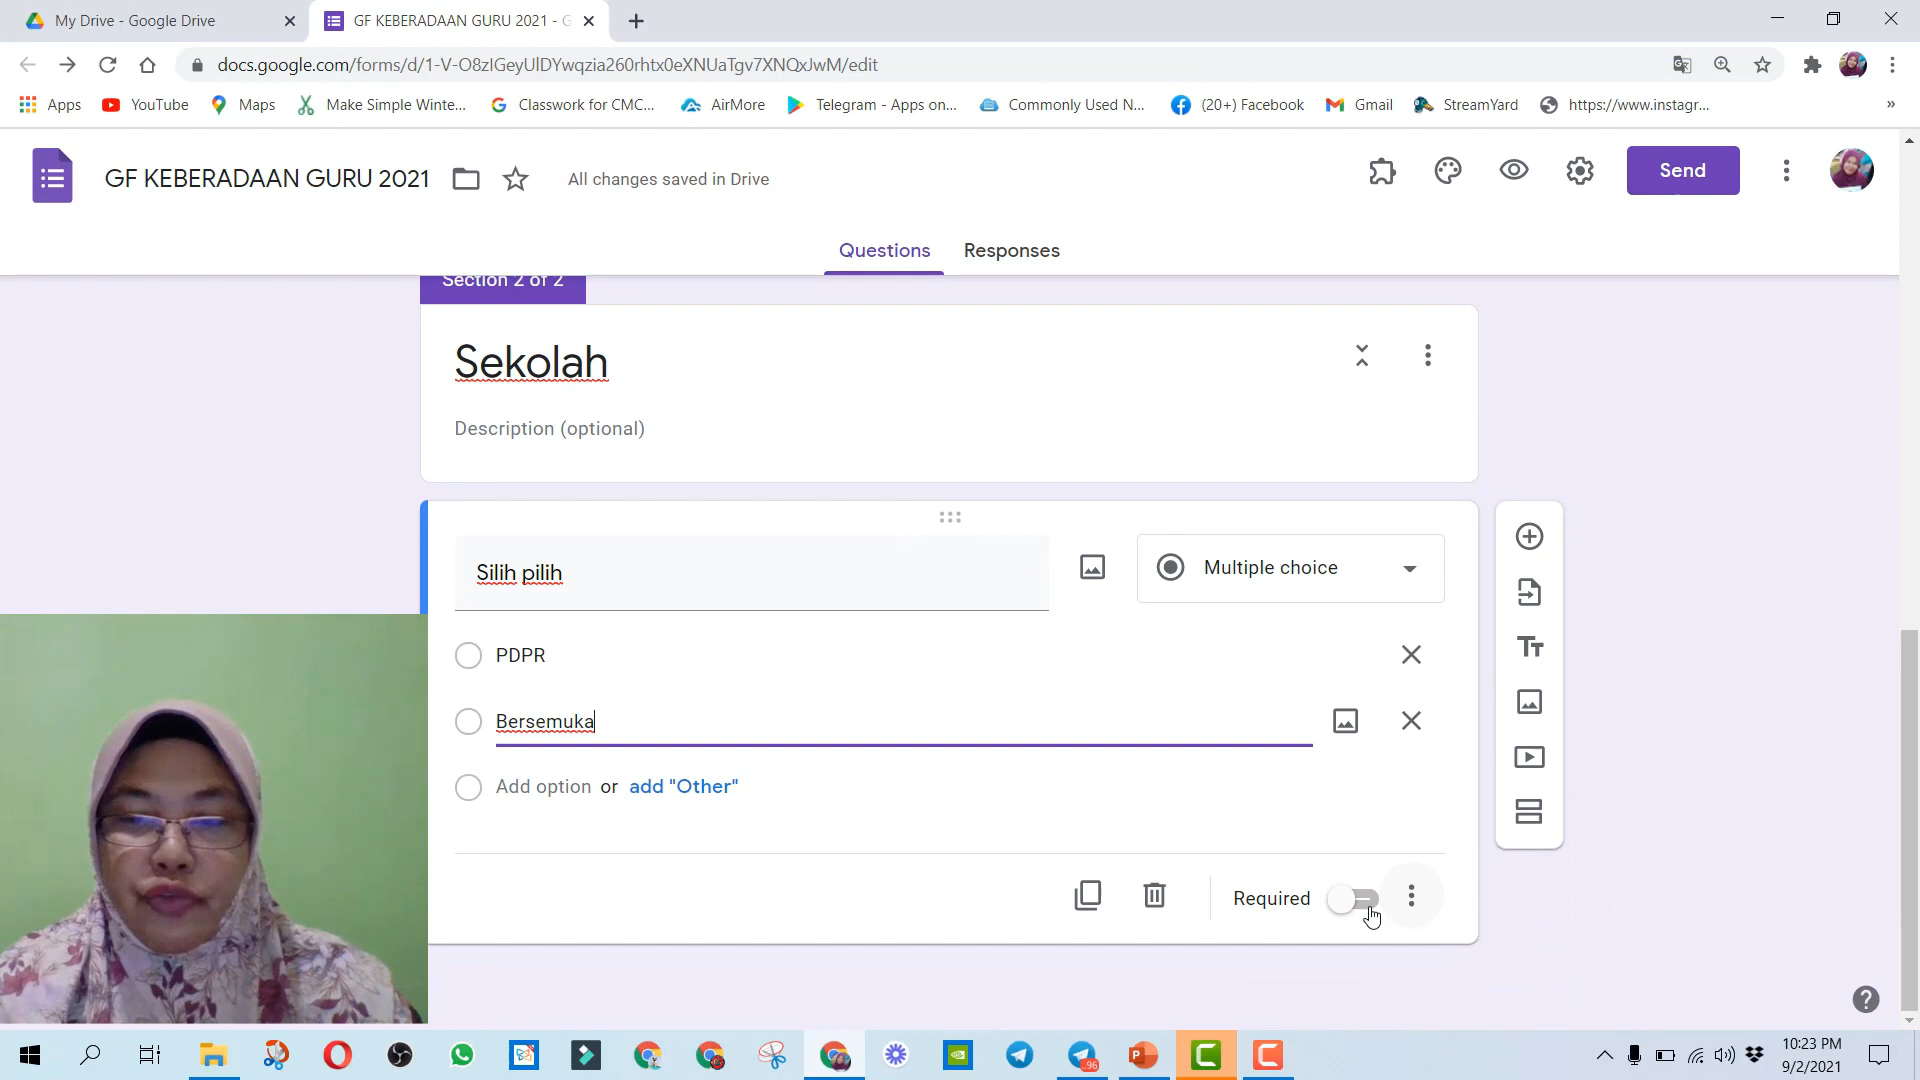 My Drive - Google Drive
GF KEBERADAAN GURU 2021 - G
docs.google.com/forms/d/1-V-O8zIGeyUlDYwqzia260rhtx0eXNUaTgv7XNQxJwM/edit
Apps
YouTube
Maps
Make Simple Winte...
Classwork for CMC...
AirMore
Telegram - Apps on...
Commonly Used N...
(20+) Facebook
Gmail
StreamYard
https://www.instagr...
»
GF KEBERADAAN GURU 2021
All changes saved in Drive
Send
Questions
Responses
Section 2 of 2
Sekolah
Description (optional)
Silih pilih
Multiple choice
PDPR
Bersemuka
Add option or add "Other"
Required
96
10:23 PM
9/2/2021